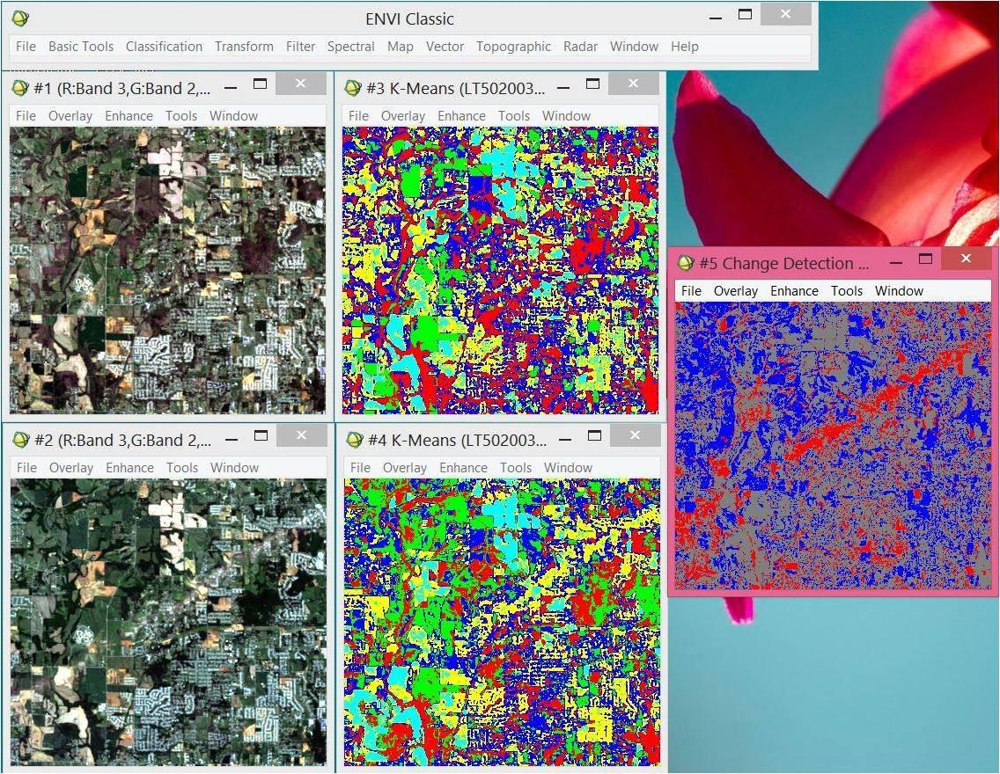 ENVI Classic
File Basic Tools Classification Transform Filter Spectral Map Vector Topographic Radar Window Help
#1 (R:Band 3,G:Band 2,...
File Overlay Enhance Tools Window
#3 K-Means (LT502003...
File Overlay Enhance Tools Window
#5 Change Detection ...
File Overlay Enhance Tools Window
#2 (R:Band 3,G:Band 2,...
File Overlay Enhance Tools Window
#4 K-Means (LT502003...
File Overlay Enhance Tools Window